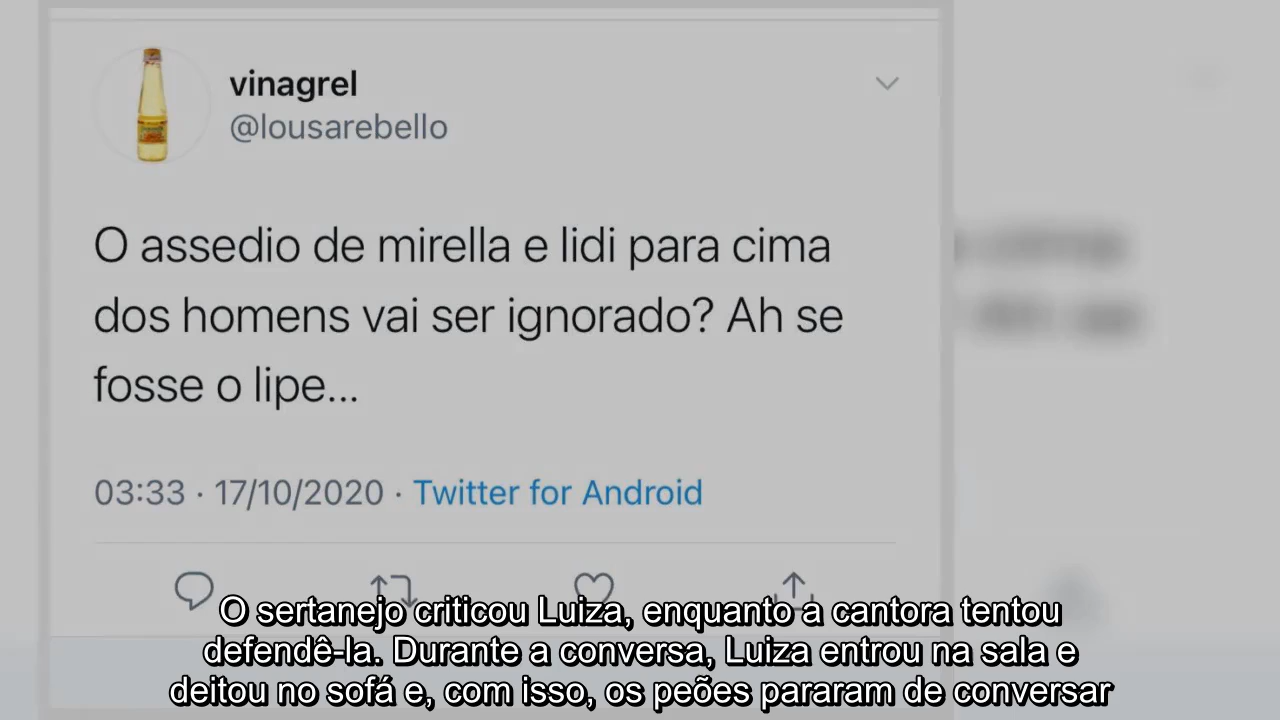 vinagrel
@lousarebello
O assedio de mirella e lidi para cima
dos homens vai ser ignorado? Ah se
fosse o lipe...
03:33 · 17/10/2020 · Twitter for Android
O sertanejo criticou Luiza, enquanto a cantora tentou
defendê-la. Durante a conversa, Luiza entrou na sala e
deitou no sofá e, com isso, os peões pararam de conversar